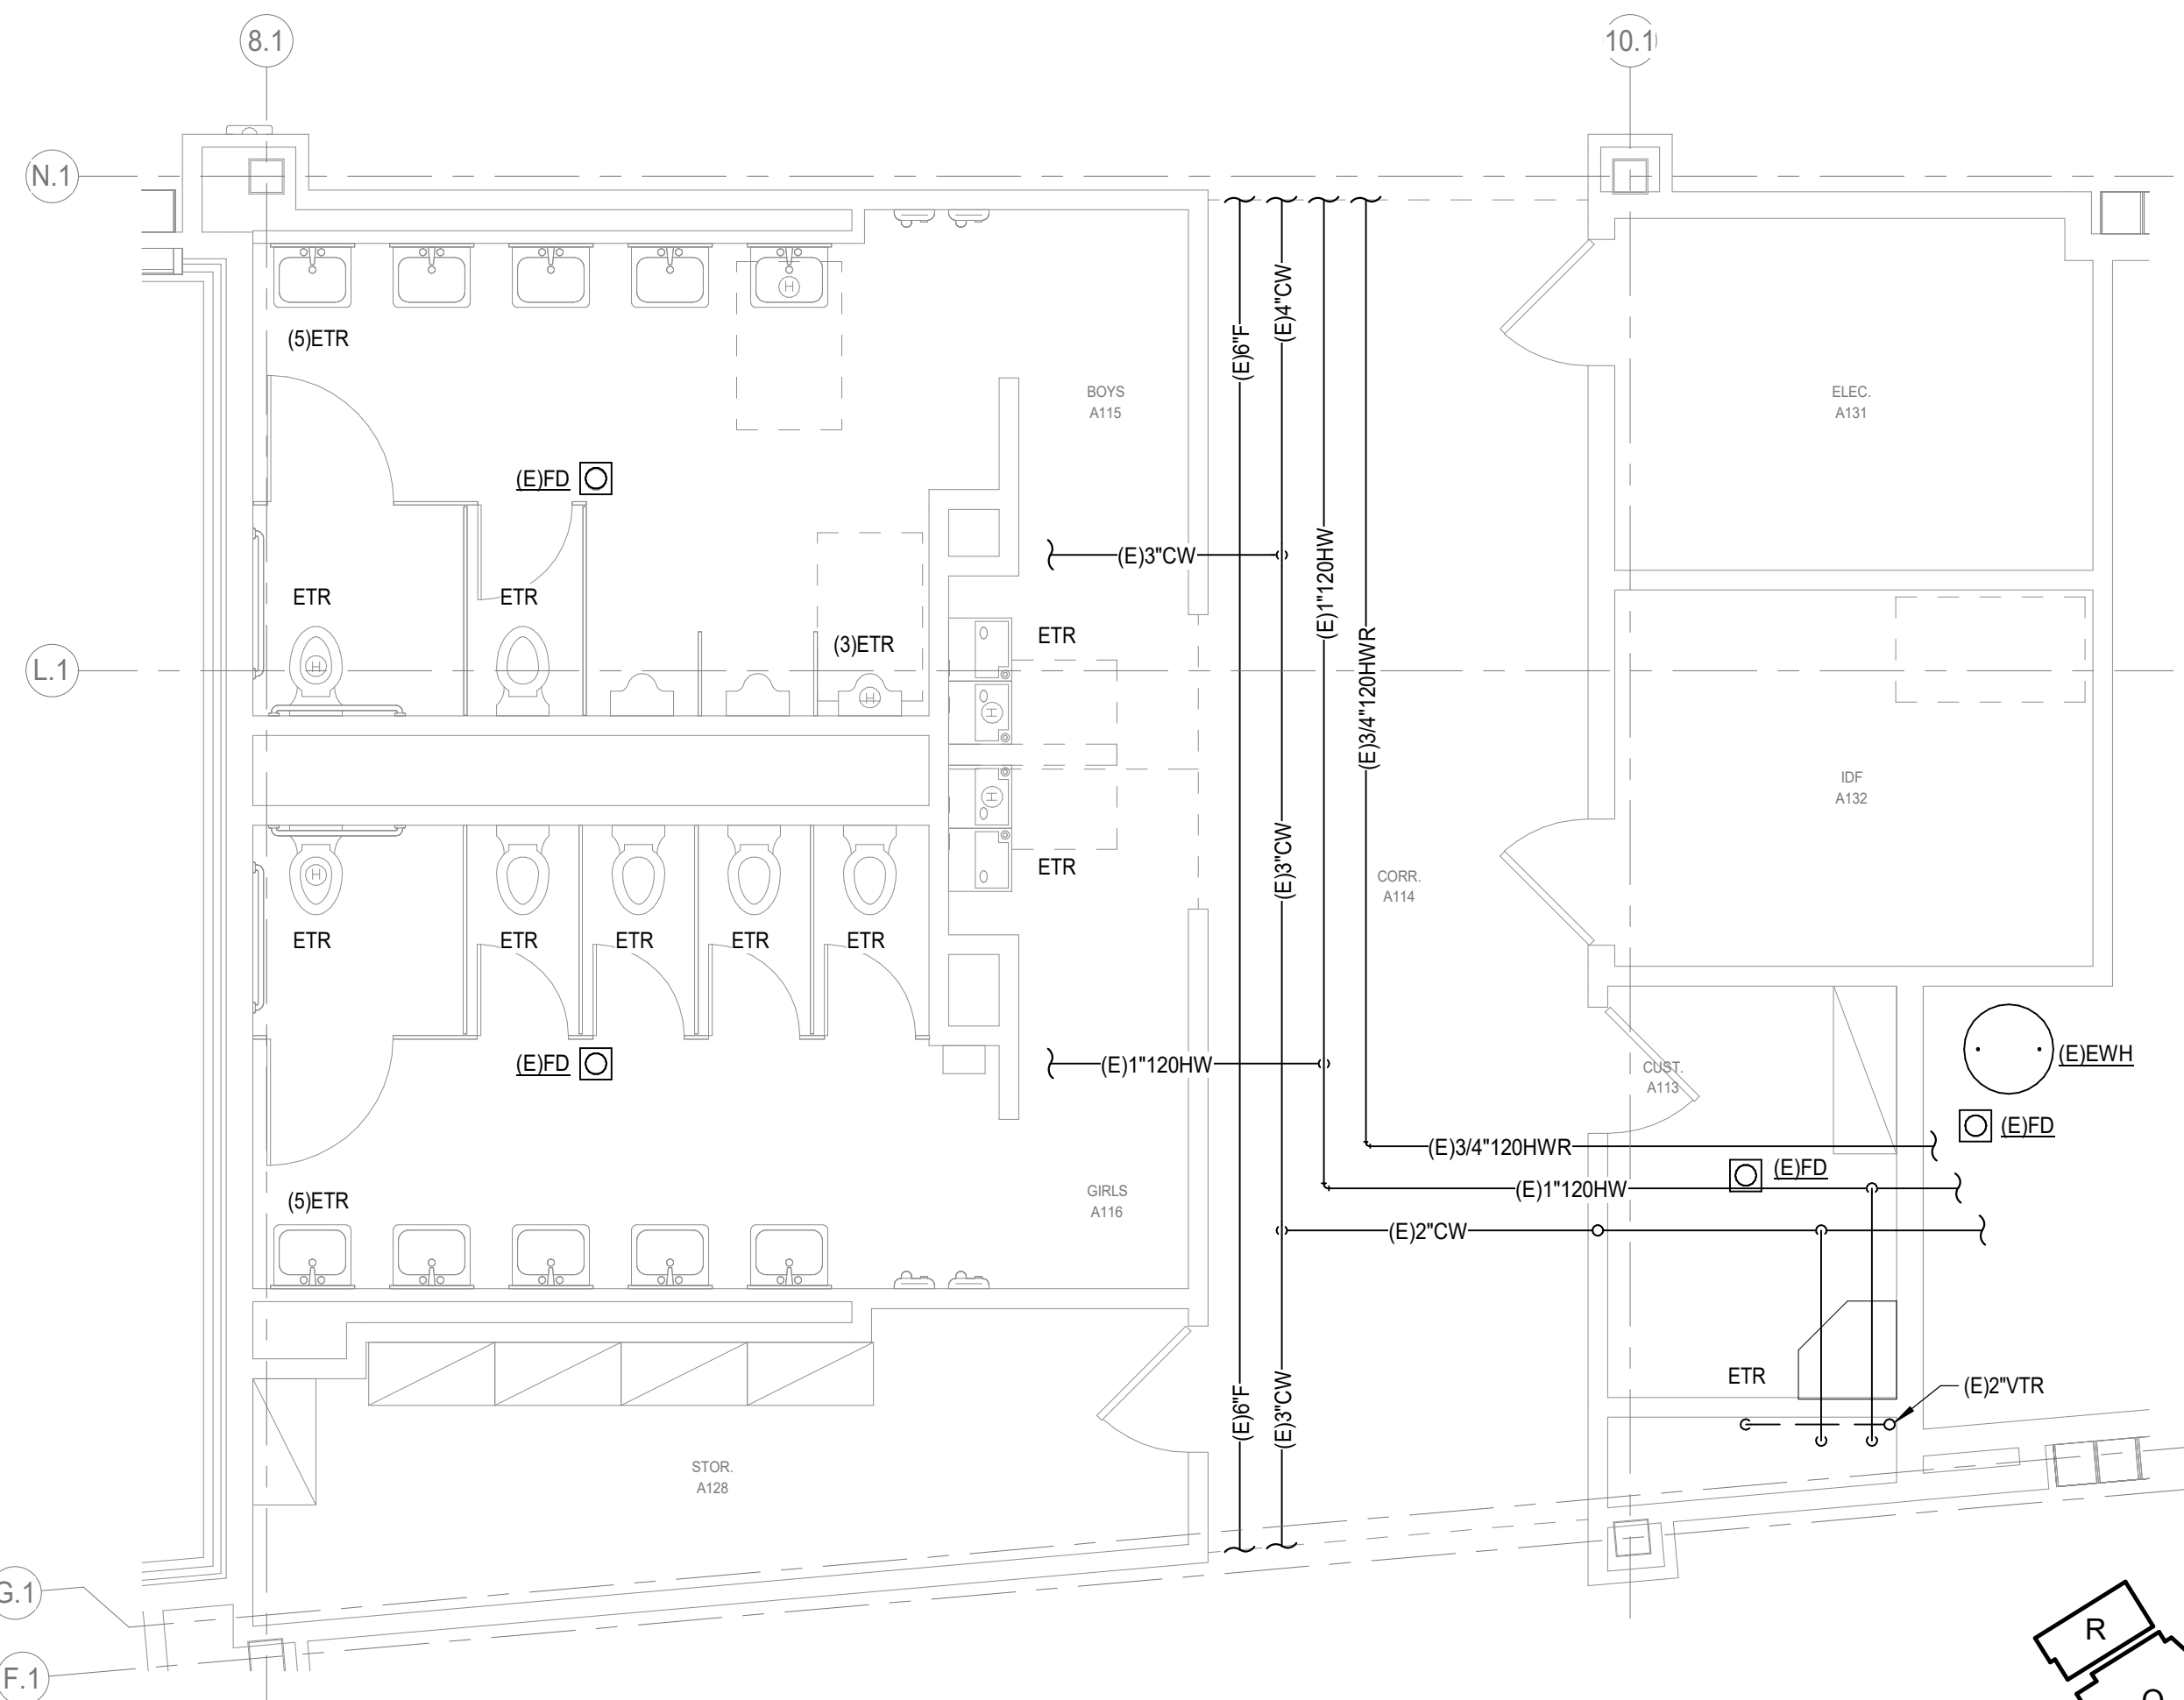 8.1
10.1
N.1
(5)ETR
(E)6"F
(E)4"CW
BOYS
A115
ELEC.
A131
(E)FD
(E)3"CW
(E)1"120HW
ETR
ETR
(3)ETR
ETR
(E)3/4"120HWR
L.1
H
H
H
H
IDF
A132
H
H
ETR
(E)3"CW
CORR.
A114
ETR
ETR
ETR
ETR
ETR
(E)FD
(E)1"120HW
CUST.
A113
(E)EWH
(E)FD
(E)3/4"120HWR
(E)FD
(E)1"120HW
(5)ETR
GIRLS
A116
(E)2"CW
ETR
(E)2"VTR
(E)6"F
(E)3"CW
STOR.
A128
G.1
F.1
R